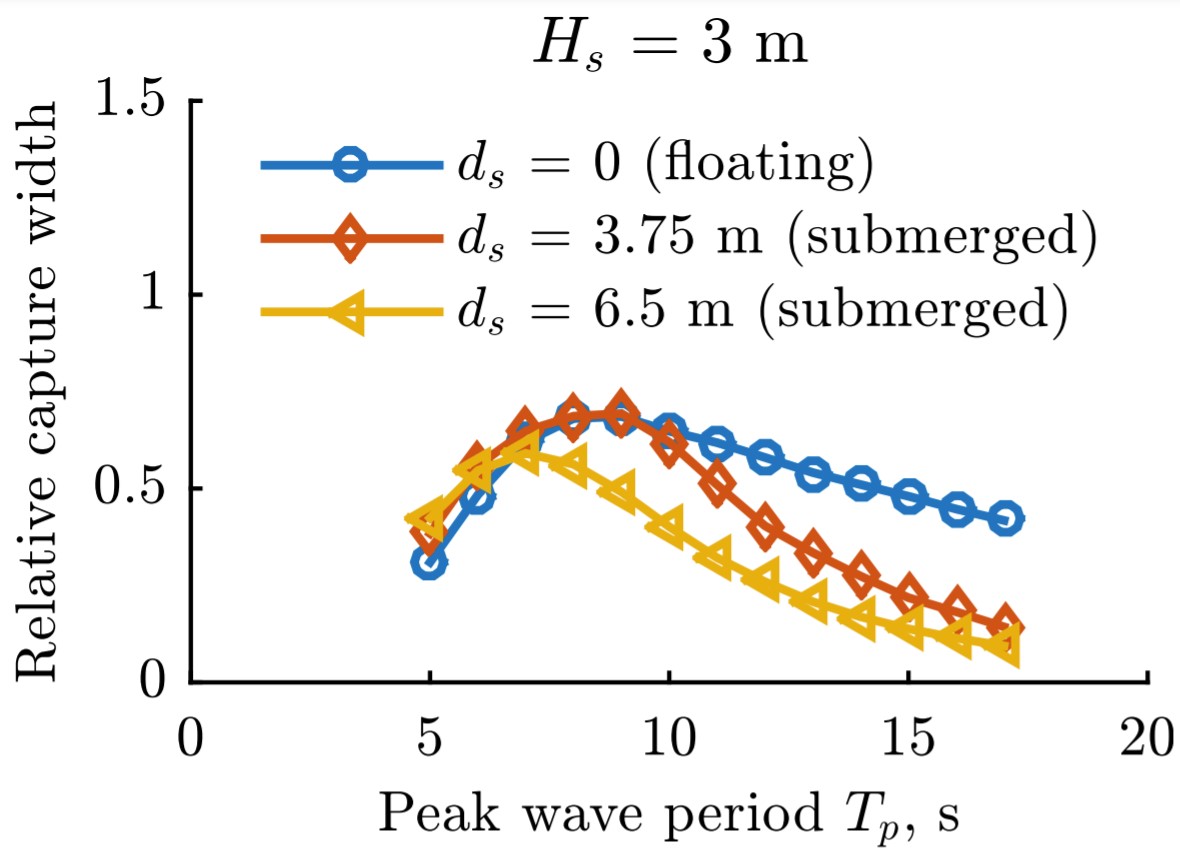 H_s = 3 m
Relative capture width
1.5
1
0.5
0
d_s = 0 (floating)
d_s = 3.75 m (submerged)
d_s = 6.5 m (submerged)
0 5 10 15 20
Peak wave period T_p, s